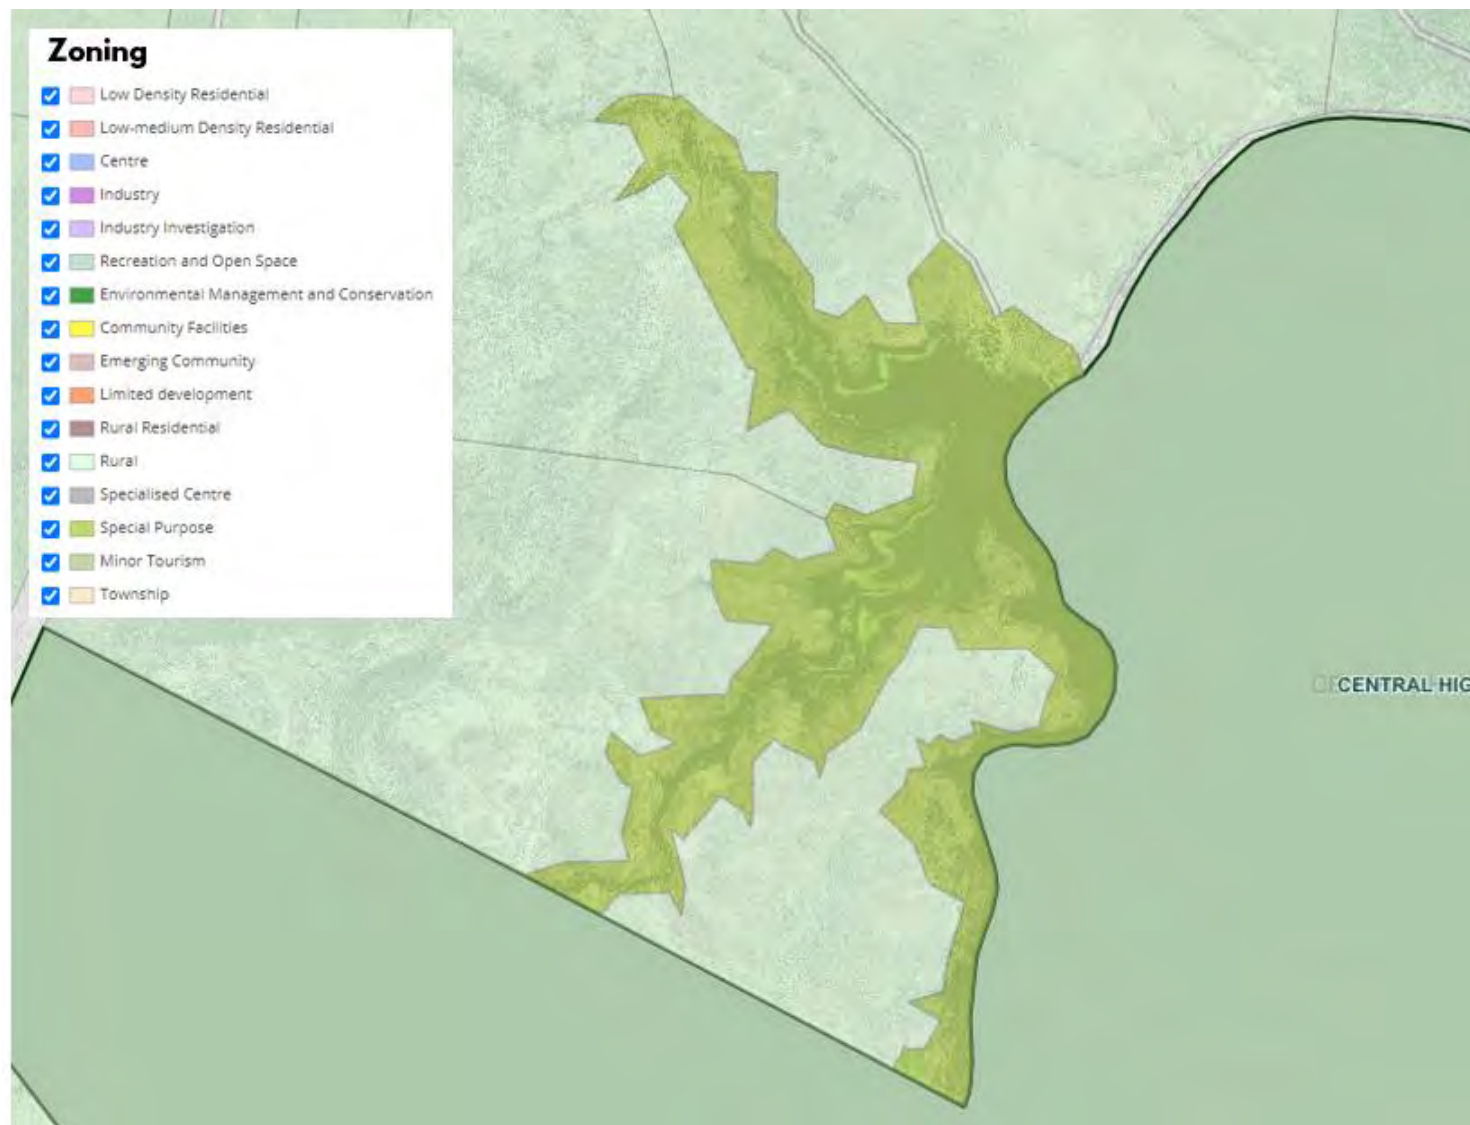 Zoning
Low Density Residential
Low-medium Density Residential
Centre
Industry
Industry Investigation
Recreation and Open Space
Environmental Management and Conservation
Community Facilities
Emerging Community
Limited development
Rural Residential
Rural
Specialised Centre
Special Purpose
Minor Tourism
Township
CENTRAL HIG